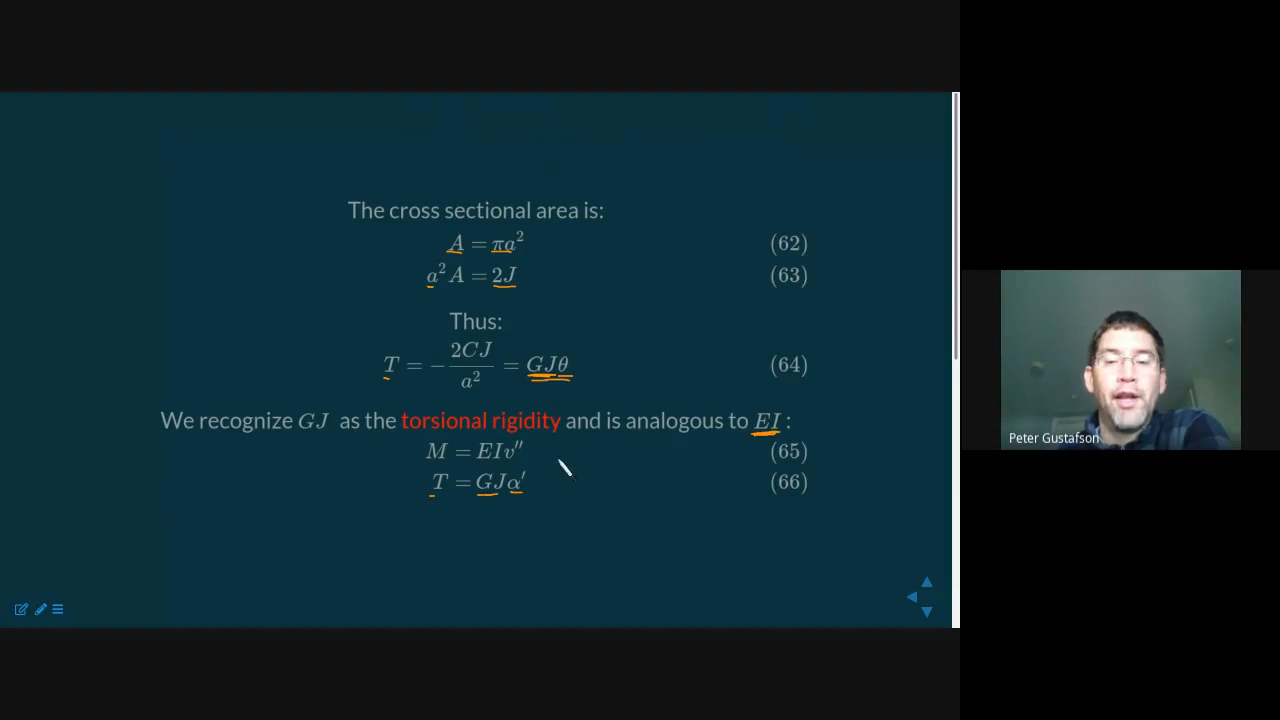 The cross sectional area is:
A = πa² (62)
a²A = 2J (63)
Thus:
T = −2CJ/a² = GJθ (64)
We recognize GJ as the torsional rigidity and is analogous to EI :
M = EIv″ (65)
T = GJα′ (66)
Peter Gustafson